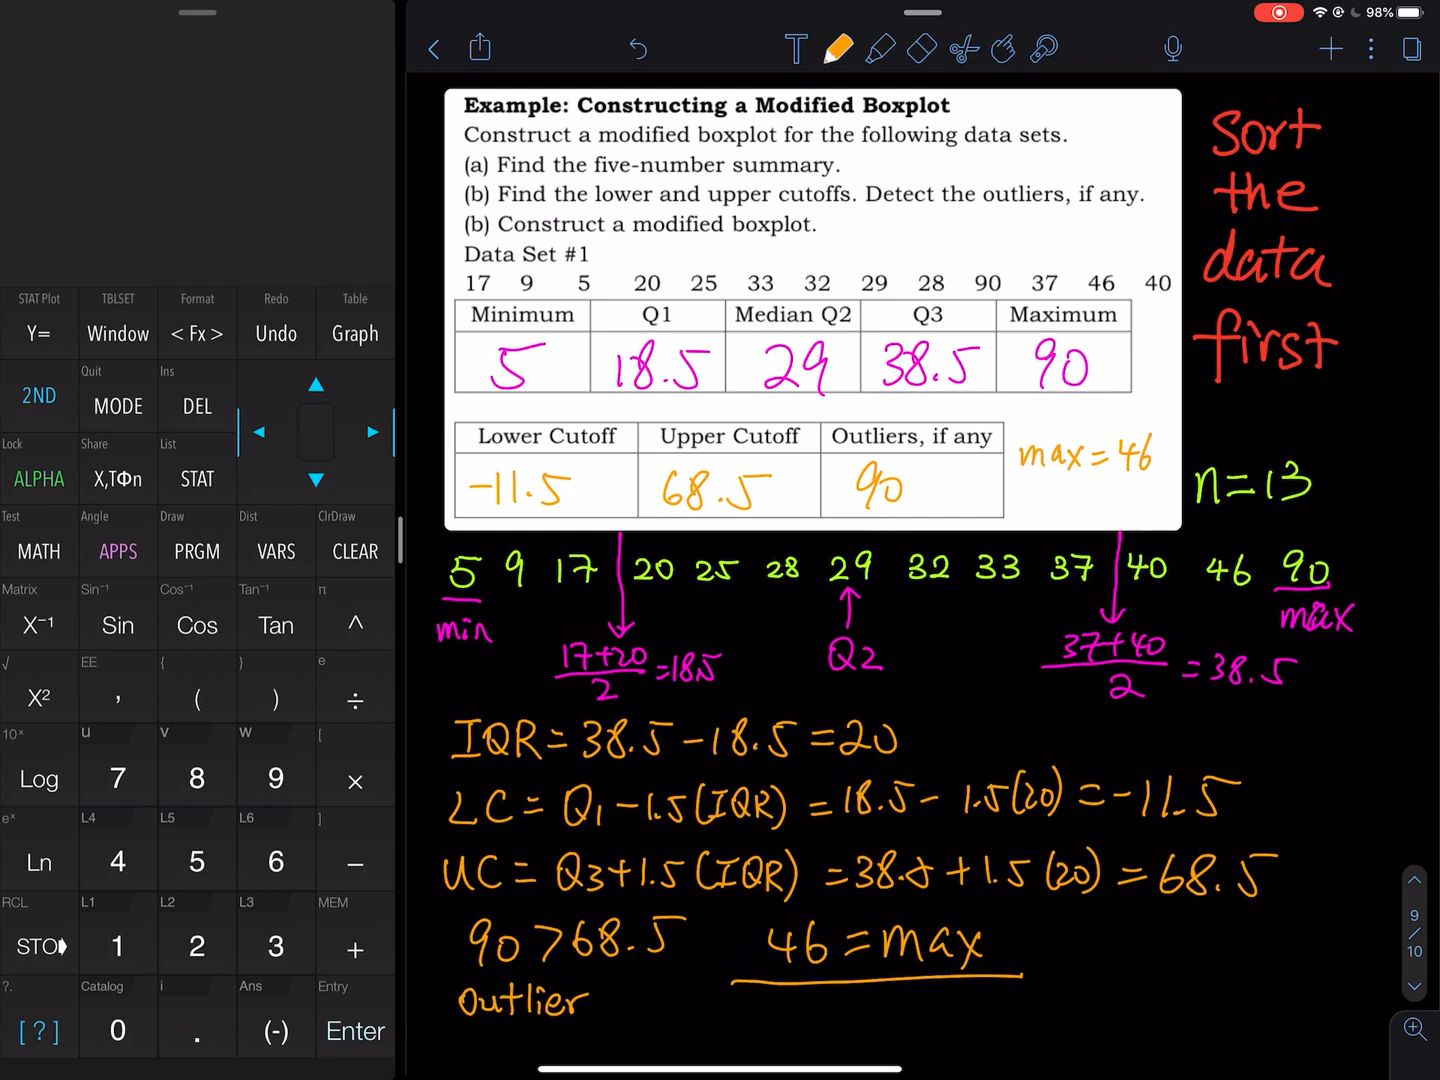 98%
Example: Constructing a Modified Boxplot
Construct a modified boxplot for the following data sets.
(a) Find the five-number summary.
(b) Find the lower and upper cutoffs. Detect the outliers, if any.
(b) Construct a modified boxplot.
Data Set #1
17 9 5 20 25 33 32 29 28 90 37 46 40
Minimum Q1 Median Q2 Q3 Maximum
5 18.5 29 38.5 90
Lower Cutoff Upper Cutoff Outliers, if any
-11.5 68.5 90
max = 46
Sort
the
data
first
n=13
5 9 17 20 25 28 29 32 33 37 40 46 90
min
max
17+20
2
=18.5
Q2
37+40
2
=38.5
IQR = 38.5 - 18.5 = 20
LC = Q1 - 1.5(IQR) = 18.5 - 1.5(20) = -11.5
UC = Q3 + 1.5(IQR) = 38.5 + 1.5(20) = 68.5
90 > 68.5 46 = max
outlier
9
/
10
STAT Plot TBLSET Format Redo Table
Y= Window < Fx > Undo Graph
Quit Ins
2ND MODE DEL
Lock Share List
ALPHA X,TΦn STAT
Test Angle Draw Dist ClrDraw
MATH APPS PRGM VARS CLEAR
Matrix Sin⁻¹ Cos⁻¹ Tan⁻¹ π
X⁻¹ Sin Cos Tan ^
√ EE { } e
X² , ( ) ÷
10ˣ u v w [
Log 7 8 9 ×
eˣ L4 L5 L6 ]
Ln 4 5 6 −
RCL L1 L2 L3 MEM
STO 1 2 3 +
?. Catalog i Ans Entry
[ ? ] 0 . (-) Enter